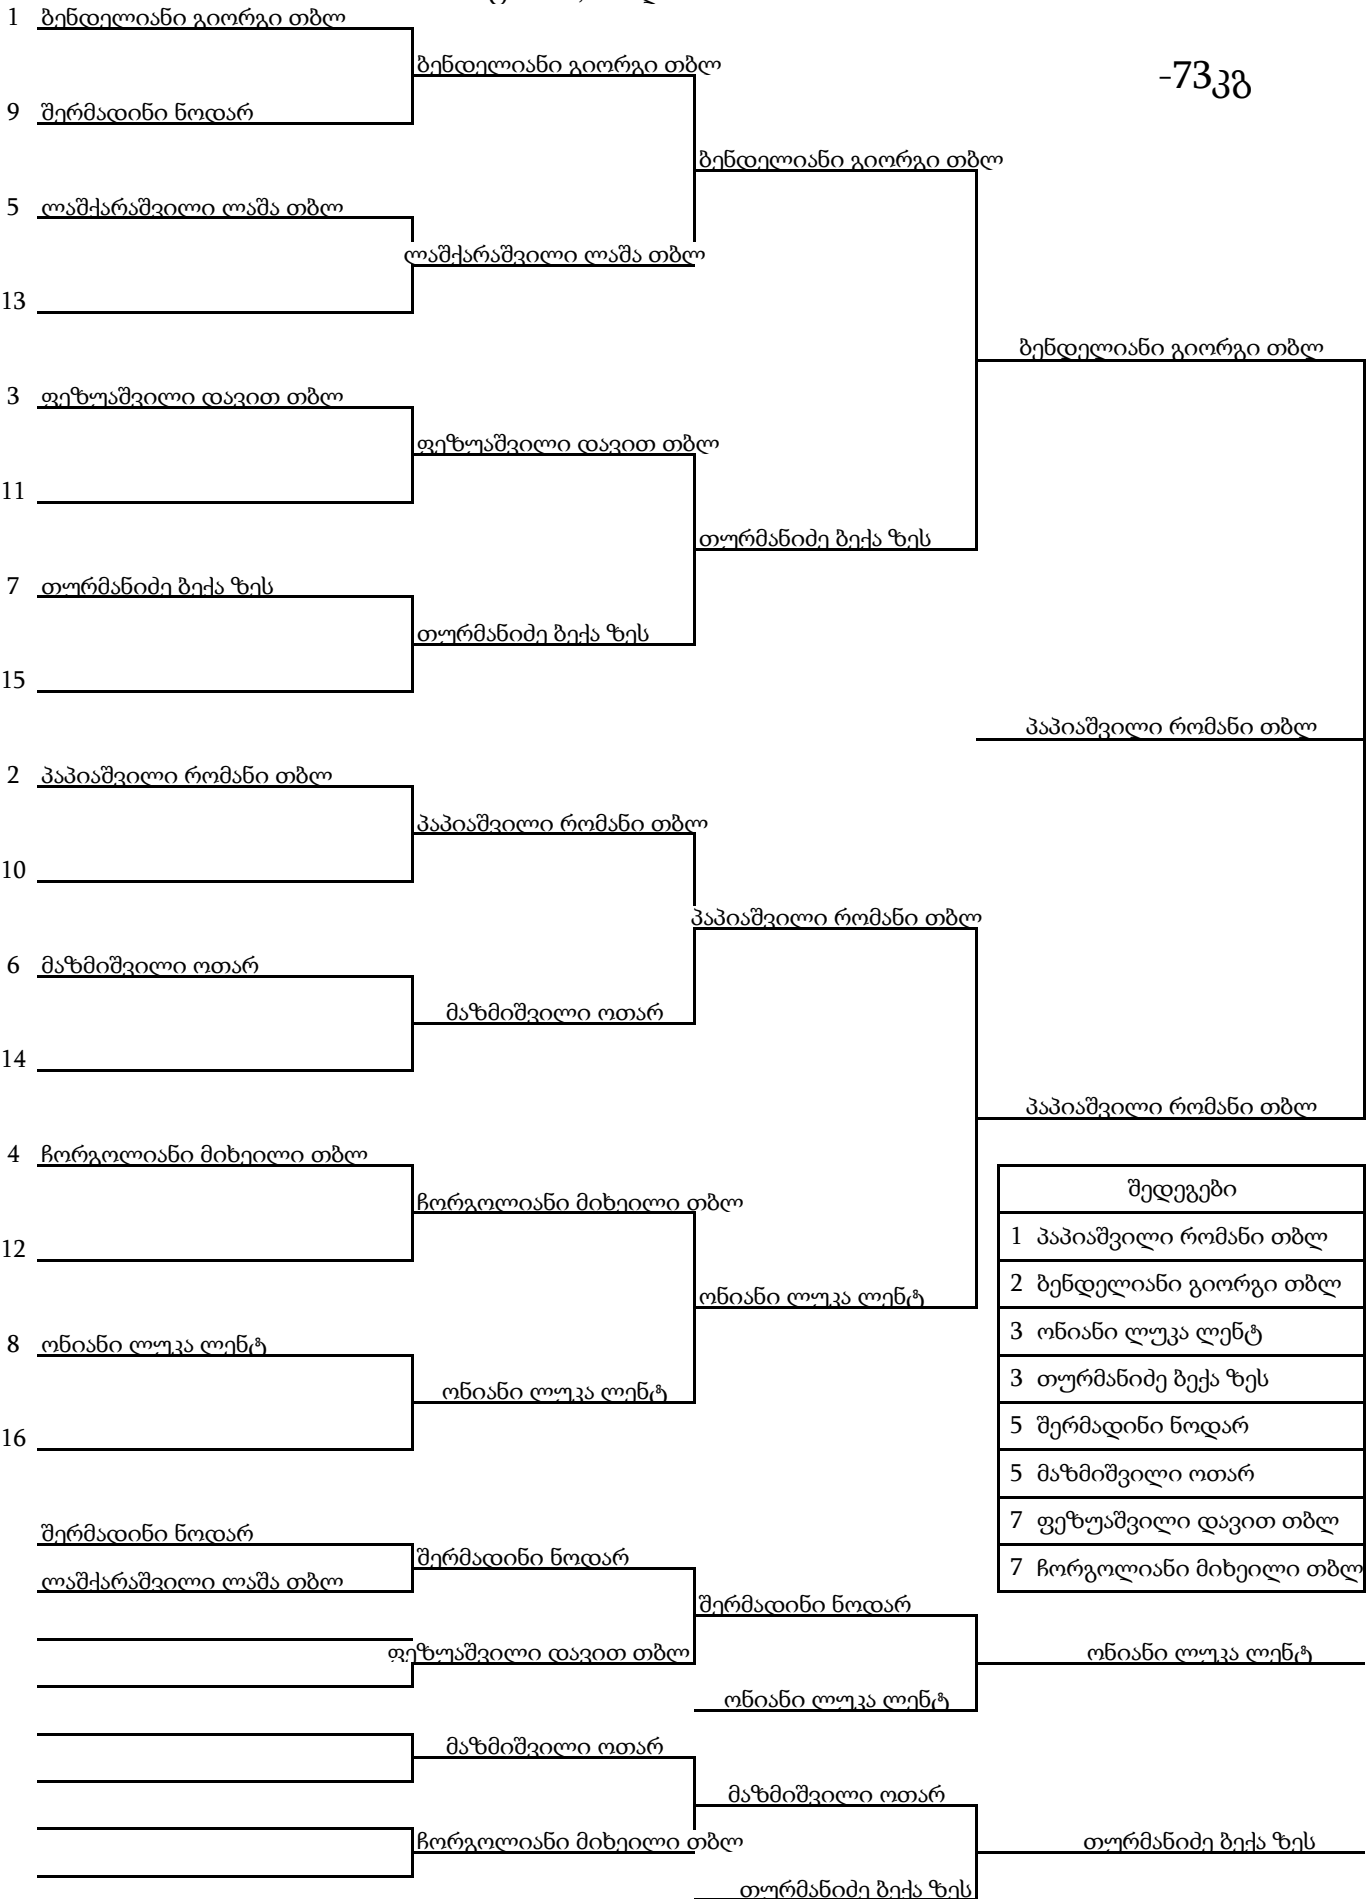 1 ბენდელიანი გიორგი თბლ
ბენდელიანი გიორგი თბლ
-73კგ
9 შერმადინი ნოდარ
ბენდელიანი გიორგი თბლ
5 ლაშქარაშვილი ლაშა თბლ
ლაშქარაშვილი ლაშა თბლ
13
ბენდელიანი გიორგი თბლ
3 ფეზუაშვილი დავით თბლ
ფეზუაშვილი დავით თბლ
11
თურმანიძე ბექა ზეს
7 თურმანიძე ბექა ზეს
თურმანიძე ბექა ზეს
15
პაპიაშვილი რომანი თბლ
2 პაპიაშვილი რომანი თბლ
პაპიაშვილი რომანი თბლ
10
პაპიაშვილი რომანი თბლ
6 მაზმიშვილი ოთარ
მაზმიშვილი ოთარ
14
პაპიაშვილი რომანი თბლ
4 ჩორგოლიანი მიხეილი თბლ
ჩორგოლიანი მიხეილი თბლ
12
ონიანი ლუკა ლენტ
8 ონიანი ლუკა ლენტ
ონიანი ლუკა ლენტ
16
შედეგები
1 პაპიაშვილი რომანი თბლ
2 ბენდელიანი გიორგი თბლ
3 ონიანი ლუკა ლენტ
3 თურმანიძე ბექა ზეს
5 შერმადინი ნოდარ
5 მაზმიშვილი ოთარ
7 ფეზუაშვილი დავით თბლ
7 ჩორგოლიანი მიხეილი თბლ
შერმადინი ნოდარ
შერმადინი ნოდარ
ლაშქარაშვილი ლაშა თბლ
შერმადინი ნოდარ
ფეზუაშვილი დავით თბლ
ონიანი ლუკა ლენტ
ონიანი ლუკა ლენტ
მაზმიშვილი ოთარ
მაზმიშვილი ოთარ
ჩორგოლიანი მიხეილი თბლ
თურმანიძე ბექა ზეს
თურმანიძე ბექა ზეს